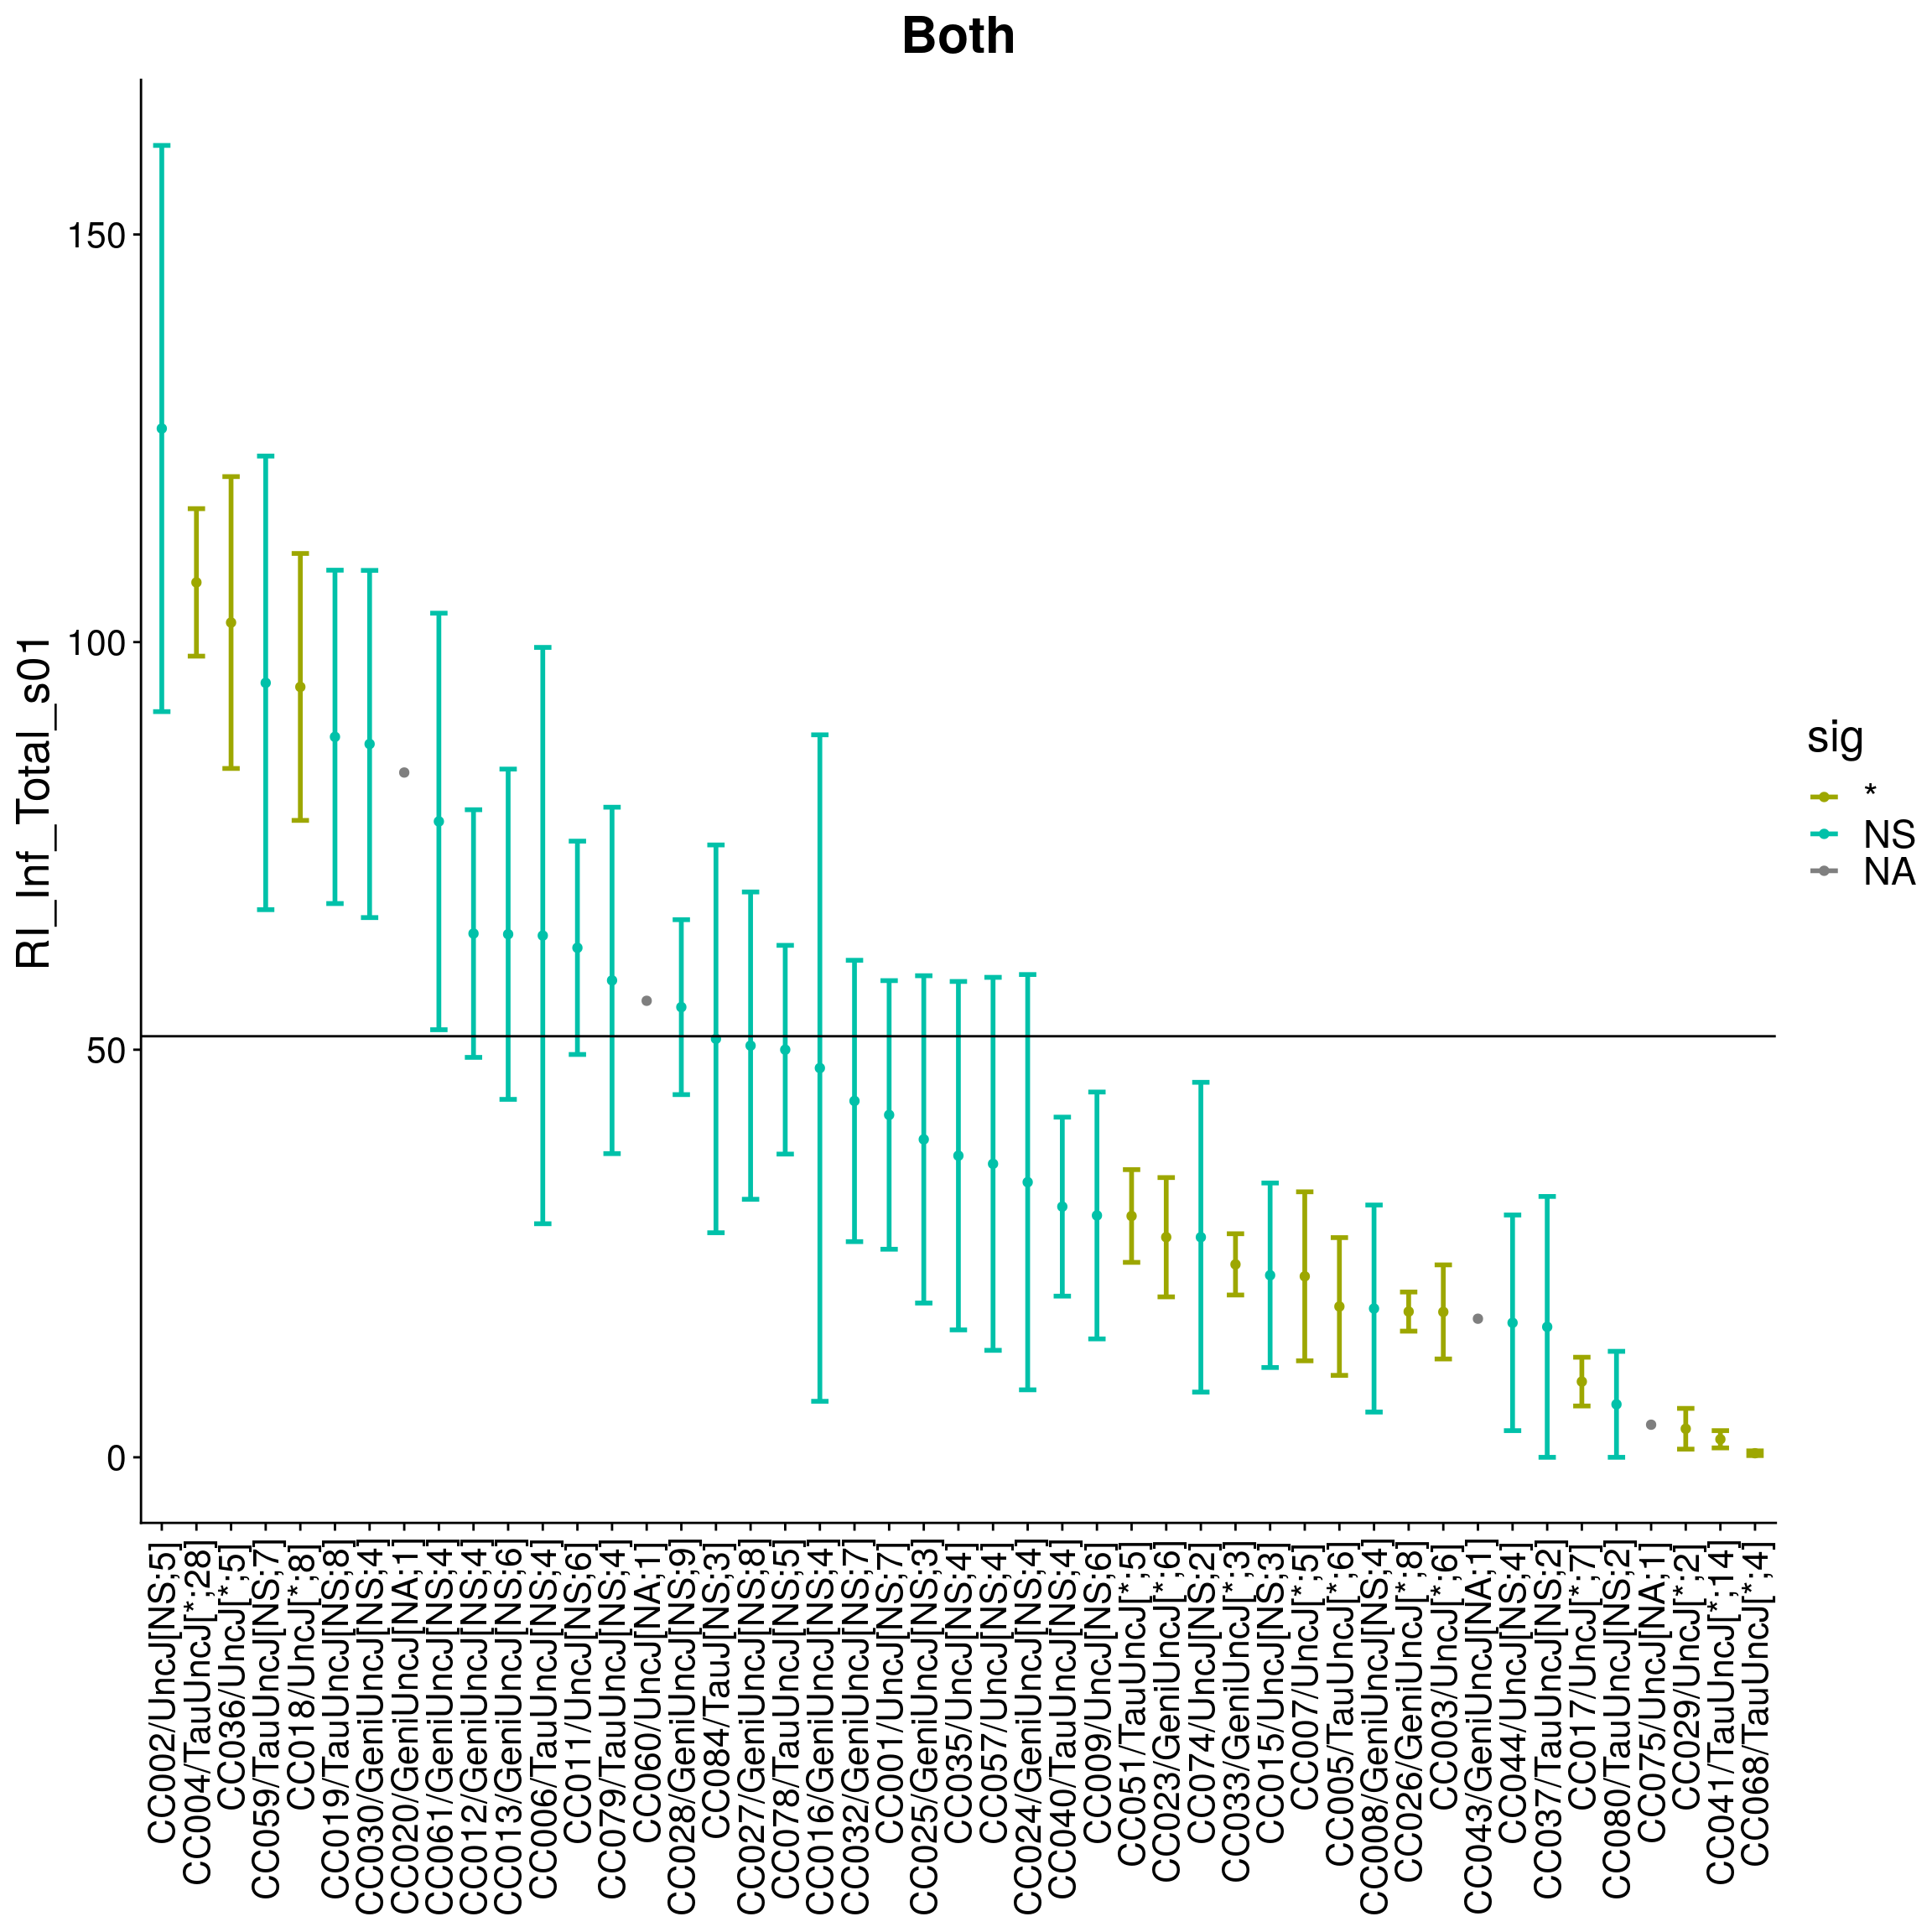 Both
RI_Inf_Total_s01
150
100
50
0
sig
*
NS
NA
CC002/UncJ[NS;5]
CC004/TauUncJ[*;28]
CC036/UncJ[*;5]
CC059/TauUncJ[NS;7]
CC018/UncJ[*;8]
CC019/TauUncJ[NS;8]
CC030/GeniUncJ[NS;4]
CC020/GeniUncJ[NA;1]
CC061/GeniUncJ[NS;4]
CC012/GeniUncJ[NS;4]
CC013/GeniUncJ[NS;6]
CC006/TauUncJ[NS;4]
CC011/UncJ[NS;6]
CC079/TauUncJ[NS;4]
CC060/UncJ[NA;1]
CC028/GeniUncJ[NS;9]
CC084/TauJ[NS;3]
CC027/GeniUncJ[NS;8]
CC078/TauUncJ[NS;5]
CC016/GeniUncJ[NS;4]
CC032/GeniUncJ[NS;7]
CC001/UncJ[NS;7]
CC025/GeniUncJ[NS;3]
CC035/UncJ[NS;4]
CC057/UncJ[NS;4]
CC024/GeniUncJ[NS;4]
CC040/TauUncJ[NS;4]
CC009/UncJ[NS;6]
CC051/TauUncJ[*;5]
CC023/GeniUncJ[*;6]
CC074/UncJ[NS;2]
CC033/GeniUncJ[*;3]
CC015/UncJ[NS;3]
CC007/UncJ[*;5]
CC005/TauUncJ[*;6]
CC008/GeniUncJ[NS;4]
CC026/GeniUncJ[*;8]
CC003/UncJ[*;6]
CC043/GeniUncJ[NA;1]
CC044/UncJ[NS;4]
CC037/TauUncJ[NS;2]
CC017/UncJ[*;7]
CC080/TauUncJ[NS;2]
CC075/UncJ[NA;1]
CC029/UncJ[*;2]
CC041/TauUncJ[*;14]
CC068/TauUncJ[*;4]